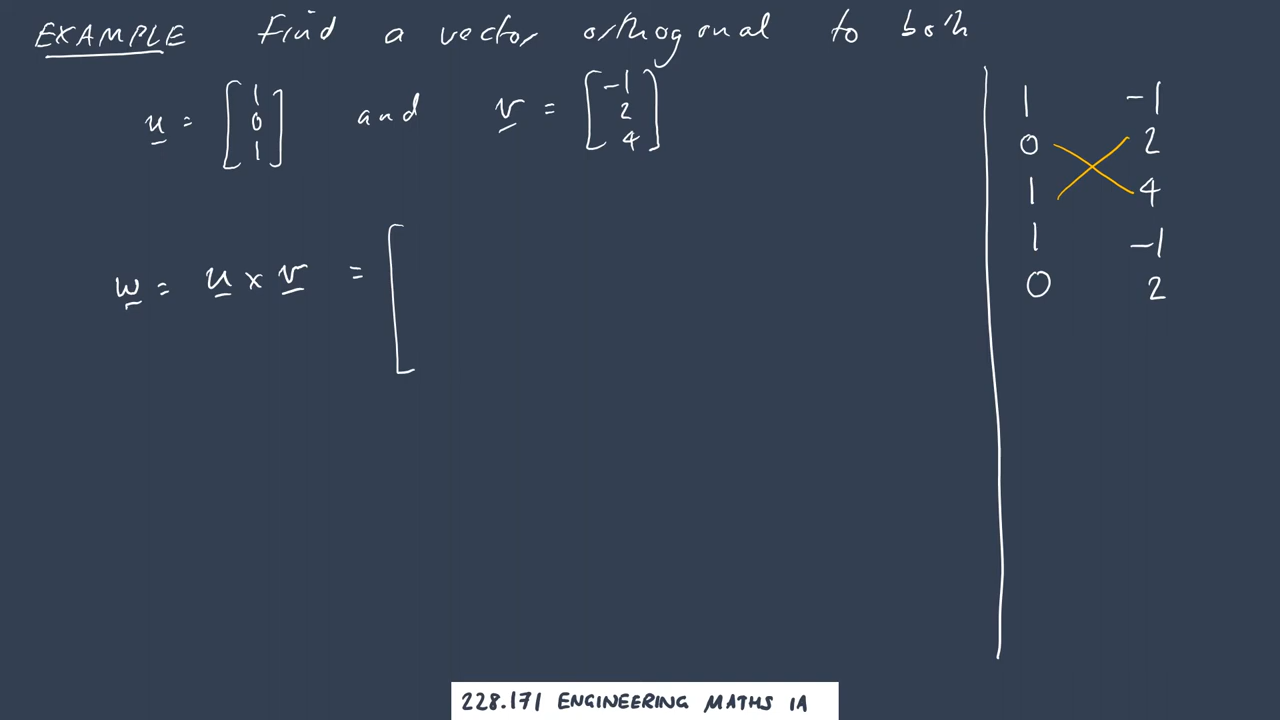 EXAMPLE Find a vector orthogonal to both
u = [1 0 1] and v = [-1 2 4]
w = u × v = [
1 -1
0 2
1 4
1 -1
0 2
228.171 ENGINEERING MATHS 1A